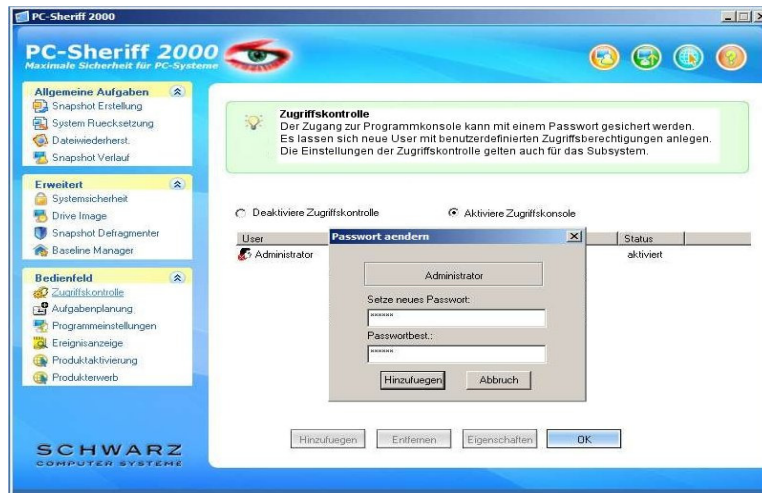 PC-Sheriff 2000
PC-Sheriff 2000
Maximale Sicherheit für PC-Systeme
Allgemeine Aufgaben
Snapshot Erstellung
System Ruecksetzung
Dateiwiederherst.
Snapshot Verlauf
Erweitert
Systemsicherheit
Drive Image
Snapshot Defragmenter
Baseline Manager
Bedienfeld
Zugriffskontrolle
Aufgabenplanung
Programmeinstellungen
Ereignisanzeige
Produktaktivierung
Produkterwerb
SCHWARZ
COMPUTER SYSTEME
Zugriffskontrolle
Der Zugang zur Programmkonsole kann mit einem Passwort gesichert werden.
Es lassen sich neue User mit benutzerdefinierten Zugriffsberechtigungen anlegen.
Die Einstellungen der Zugriffskontrolle gelten auch für das Subsystem.
Deaktiviere Zugriffskontrolle
Aktiviere Zugriffskonsole
User
Status
Administrator
aktiviert
Passwort aendern
Administrator
Setze neues Passwort:
******
Passwortbest.:
******
Hinzufuegen
Abbruch
Hinzufuegen
Entfernen
Eigenschaften
OK